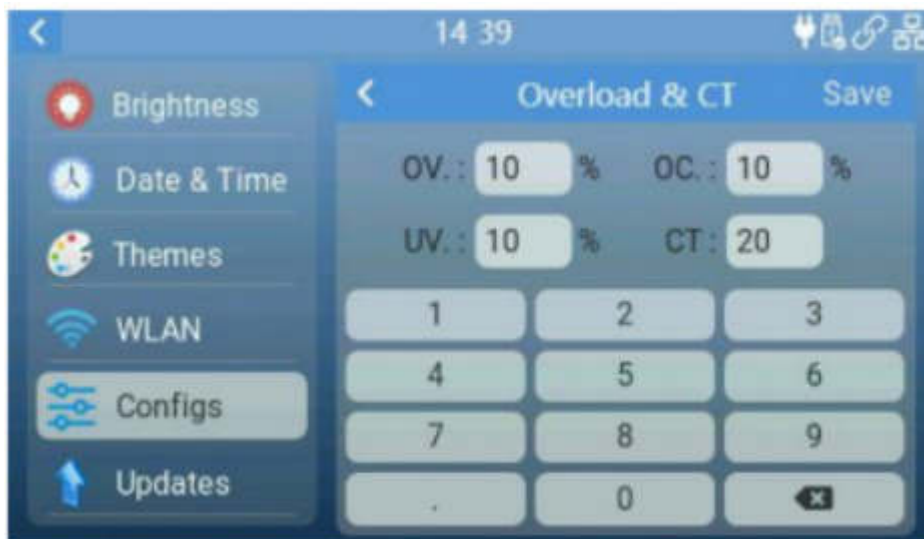 14 39
Brightness
Date & Time
Themes
WLAN
Configs
Updates
Overload & CT Save
OV. : 10 % OC. : 10 %
UV. : 10 % CT : 20
1 2 3
4 5 6
7 8 9
. 0